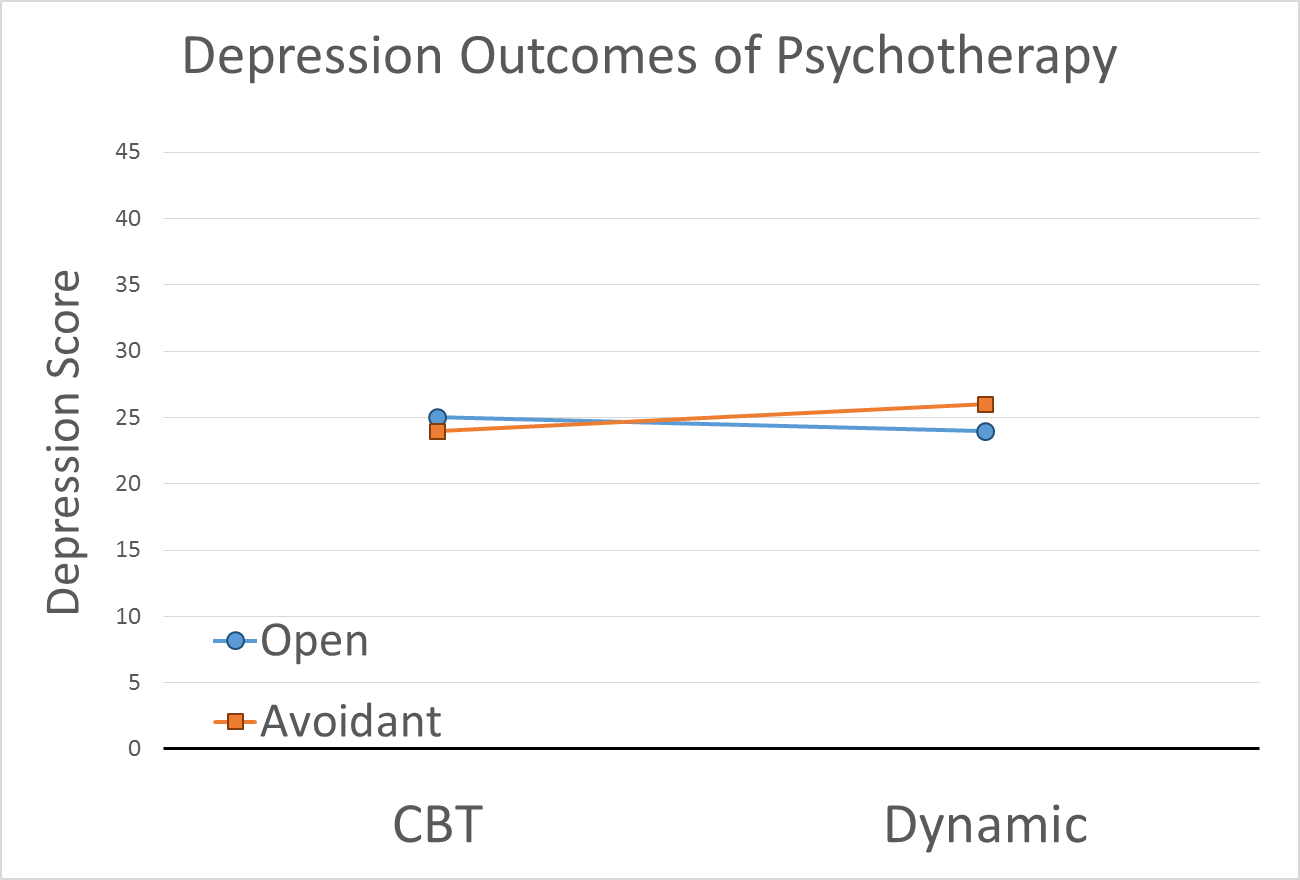 Depression Outcomes of Psychotherapy
Depression Score
45
40
35
30
25
20
15
10
5
0
Open
Avoidant
CBT
Dynamic